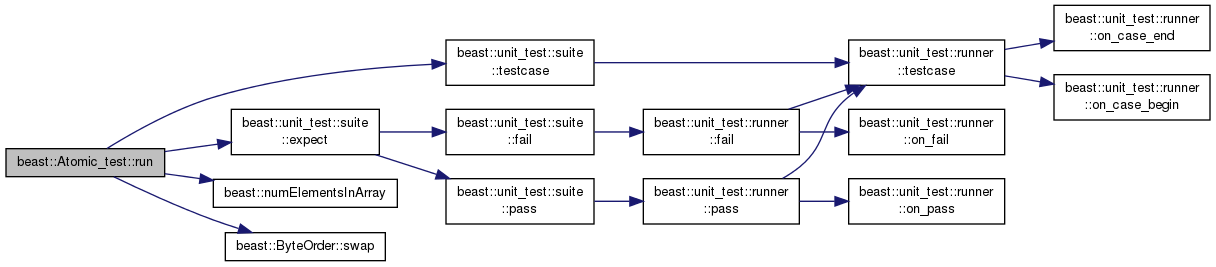 beast::Atomic_test::run
beast::unit_test::suite
::testcase
beast::unit_test::suite
::expect
beast::numElementsInArray
beast::ByteOrder::swap
beast::unit_test::suite
::fail
beast::unit_test::suite
::pass
beast::unit_test::runner
::fail
beast::unit_test::runner
::pass
beast::unit_test::runner
::testcase
beast::unit_test::runner
::on_fail
beast::unit_test::runner
::on_pass
beast::unit_test::runner
::on_case_end
beast::unit_test::runner
::on_case_begin